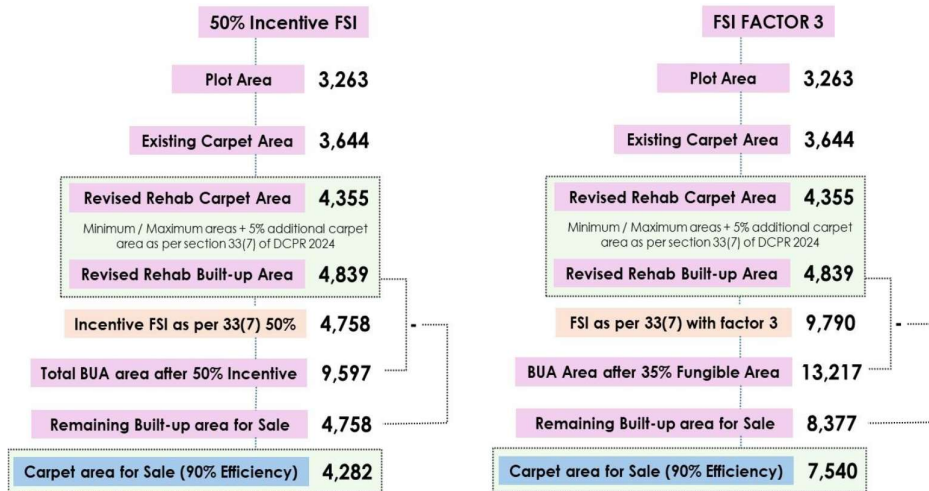 50% Incentive FSI
Plot Area 3,263
Existing Carpet Area 3,644
Revised Rehab Carpet Area 4,355
Minimum / Maximum areas + 5% additional carpet
area as per section 33(7) of DCPR 2024
Revised Rehab Built-up Area 4,839
Incentive FSI as per 33(7) 50% 4,758
-
Total BUA area after 50% Incentive 9,597
Remaining Built-up area for Sale 4,758
Carpet area for Sale (90% Efficiency) 4,282
FSI FACTOR 3
Plot Area 3,263
Existing Carpet Area 3,644
Revised Rehab Carpet Area 4,355
Minimum / Maximum areas + 5% additional carpet
area as per section 33(7) of DCPR 2024
Revised Rehab Built-up Area 4,839
FSI as per 33(7) with factor 3 9,790
-
BUA Area after 35% Fungible Area 13,217
Remaining Built-up area for Sale 8,377
Carpet area for Sale (90% Efficiency) 7,540